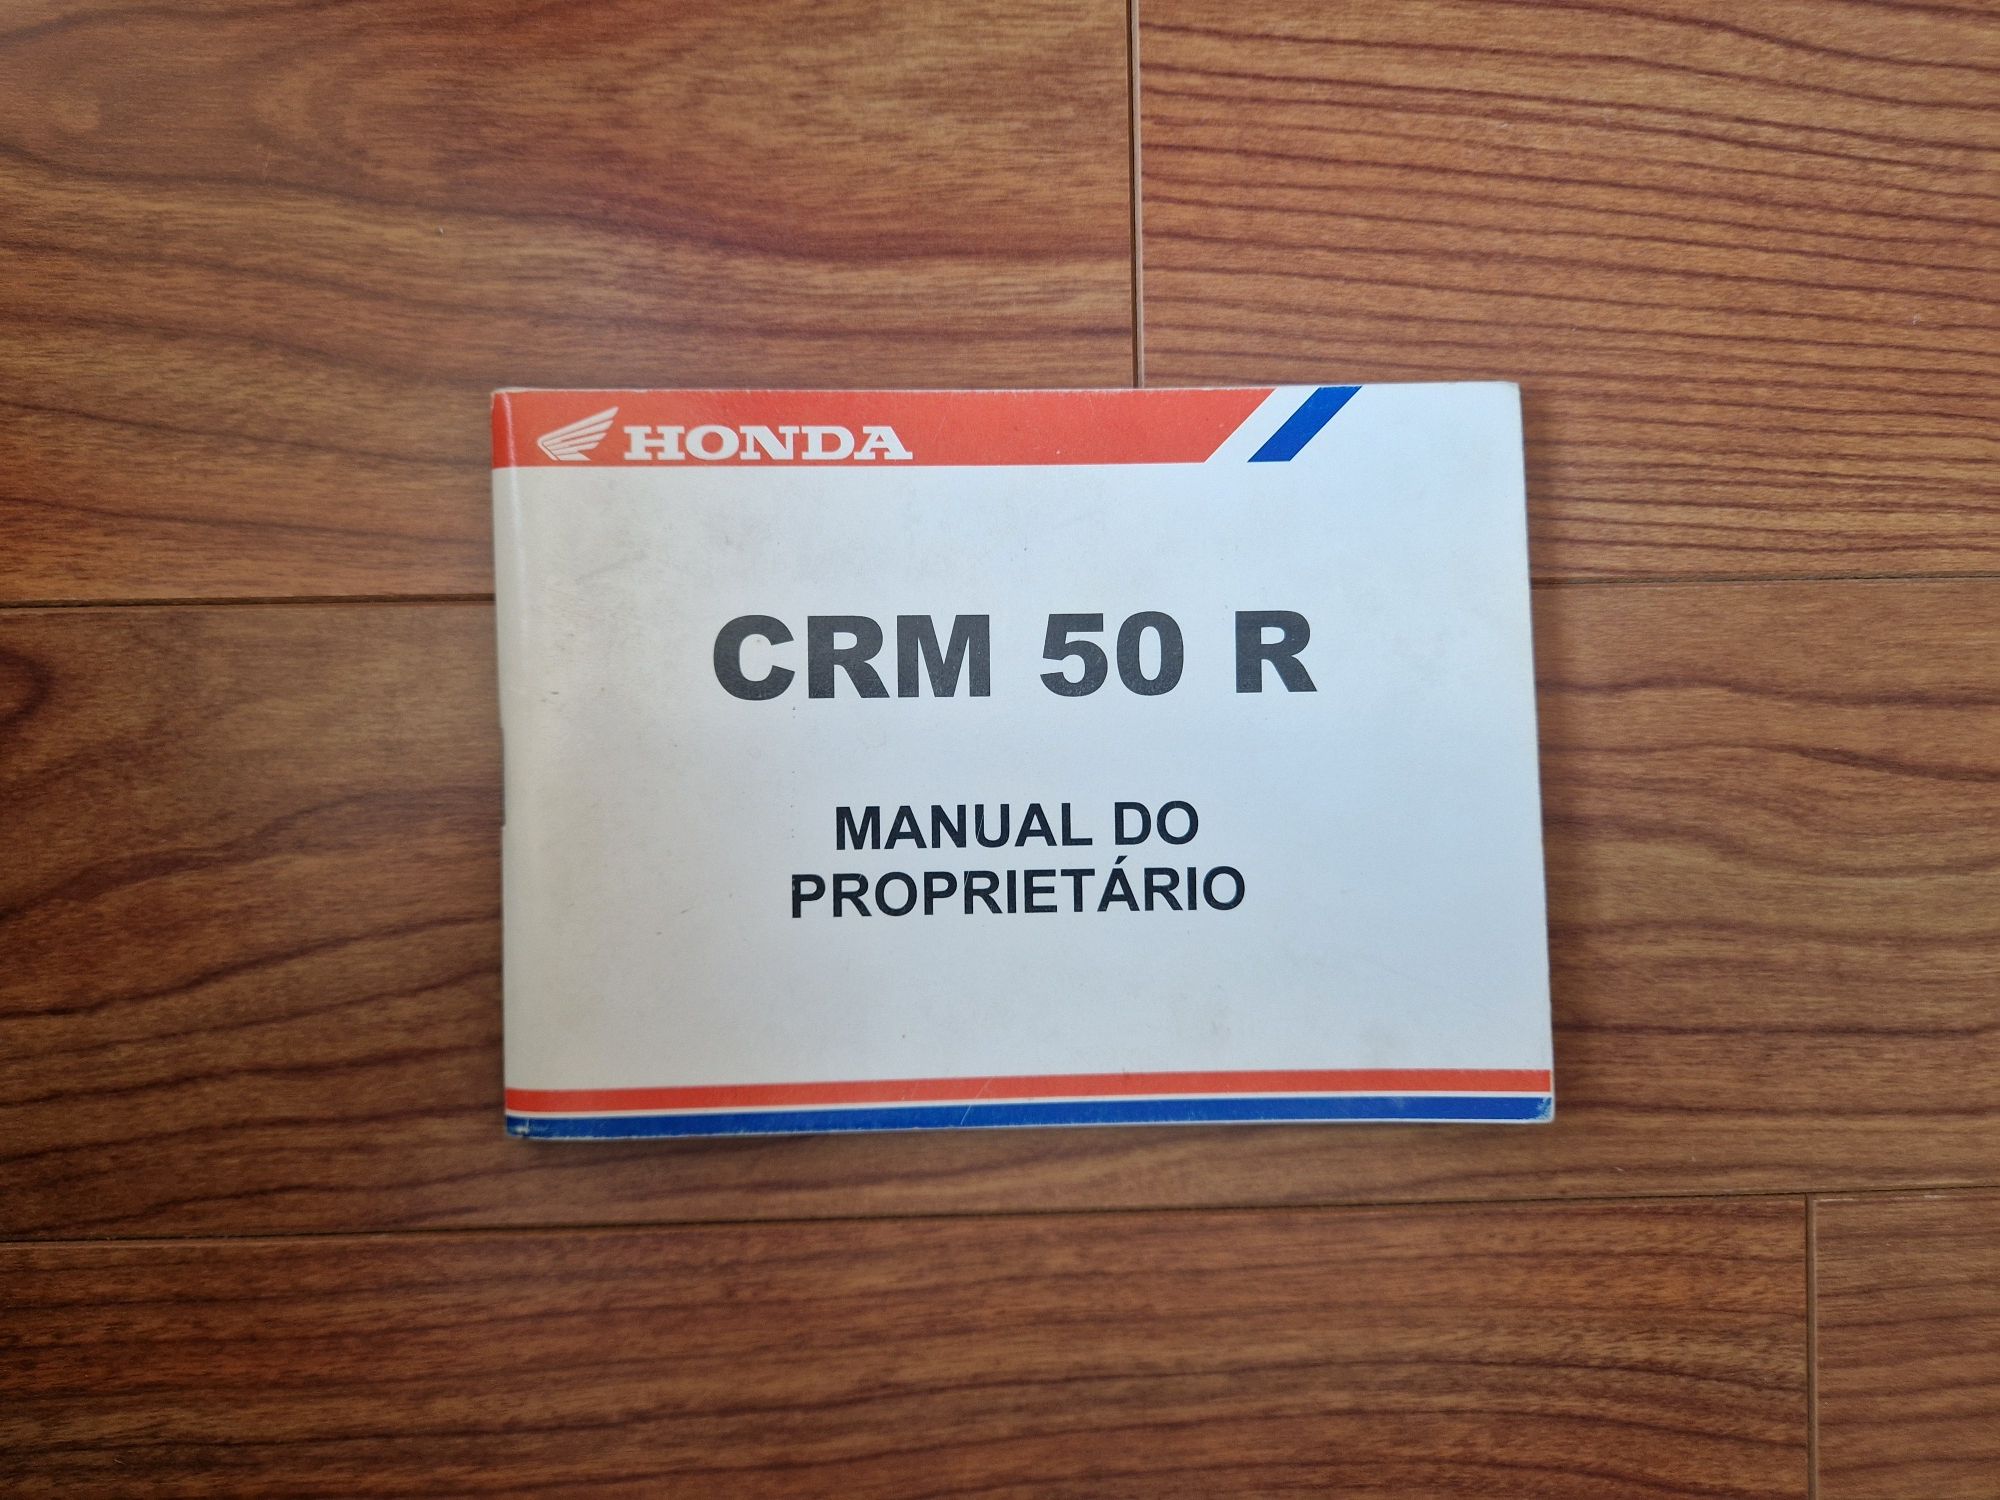 HONDA
CRM 50 R
MANUAL DO
PROPRIETÁRIO